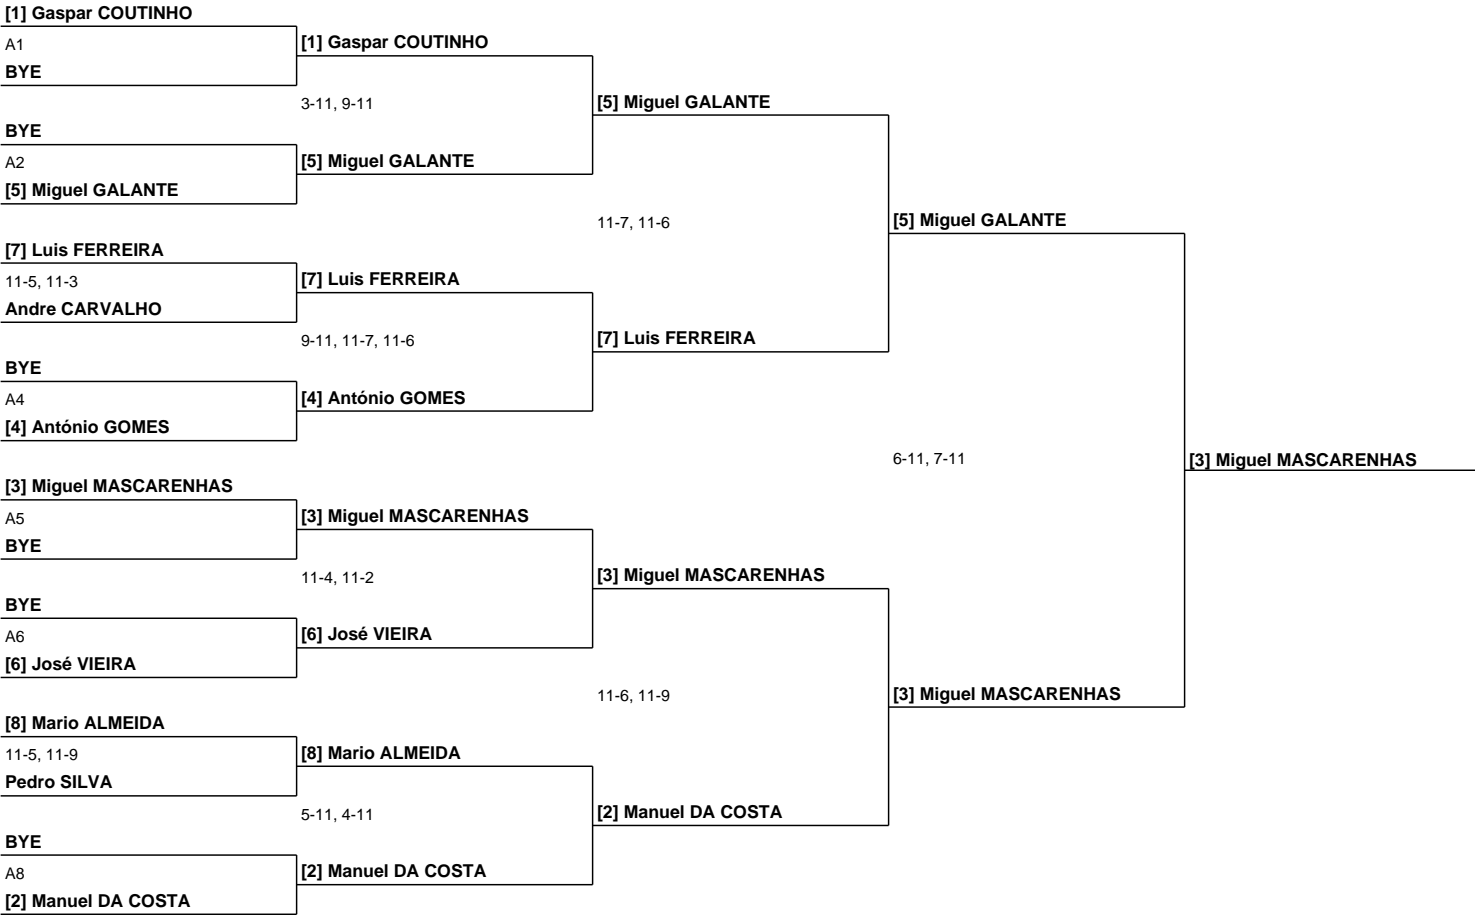 [1] Gaspar COUTINHO
A1
BYE
BYE
A2
[5] Miguel GALANTE
[7] Luis FERREIRA
11-5, 11-3
Andre CARVALHO
BYE
A4
[4] António GOMES
[3] Miguel MASCARENHAS
A5
BYE
BYE
A6
[6] José VIEIRA
[8] Mario ALMEIDA
11-5, 11-9
Pedro SILVA
BYE
A8
[2] Manuel DA COSTA
[1] Gaspar COUTINHO
3-11, 9-11
[5] Miguel GALANTE
[7] Luis FERREIRA
9-11, 11-7, 11-6
[4] António GOMES
[3] Miguel MASCARENHAS
11-4, 11-2
[6] José VIEIRA
[8] Mario ALMEIDA
5-11, 4-11
[2] Manuel DA COSTA
[5] Miguel GALANTE
11-7, 11-6
[7] Luis FERREIRA
[3] Miguel MASCARENHAS
11-6, 11-9
[2] Manuel DA COSTA
[5] Miguel GALANTE
6-11, 7-11
[3] Miguel MASCARENHAS
[3] Miguel MASCARENHAS